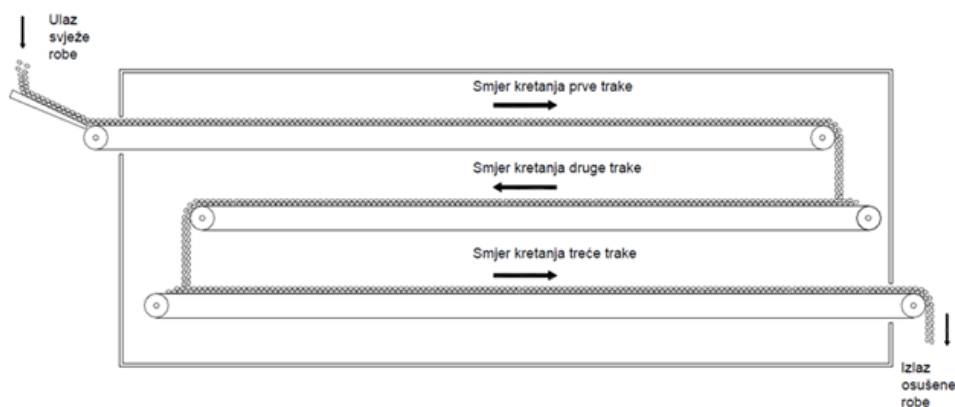 Ulaz
svježe
robe
Smjer kretanja prve trake
Smjer kretanja druge trake
Smjer kretanja treće trake
Izlaz
osušene
robe